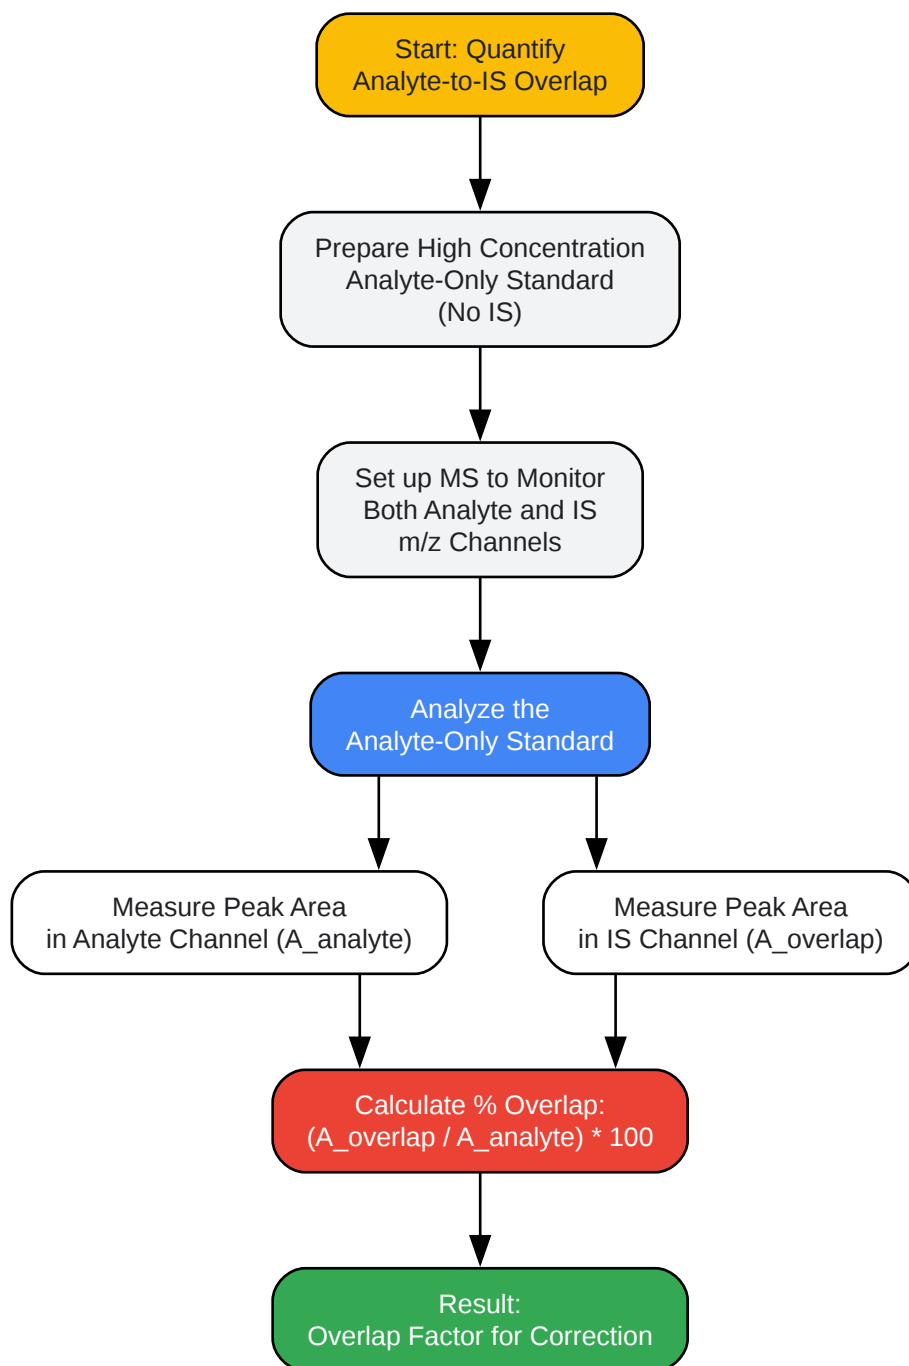 Start: Quantify
Analyte-to-IS Overlap
Prepare High Concentration
Analyte-Only Standard
(No IS)
Set up MS to Monitor
Both Analyte and IS
m/z Channels
Analyze the
Analyte-Only Standard
Measure Peak Area
in Analyte Channel (A_analyte)
Measure Peak Area
in IS Channel (A_overlap)
Calculate % Overlap:
(A_overlap / A_analyte) * 100
Result:
Overlap Factor for Correction